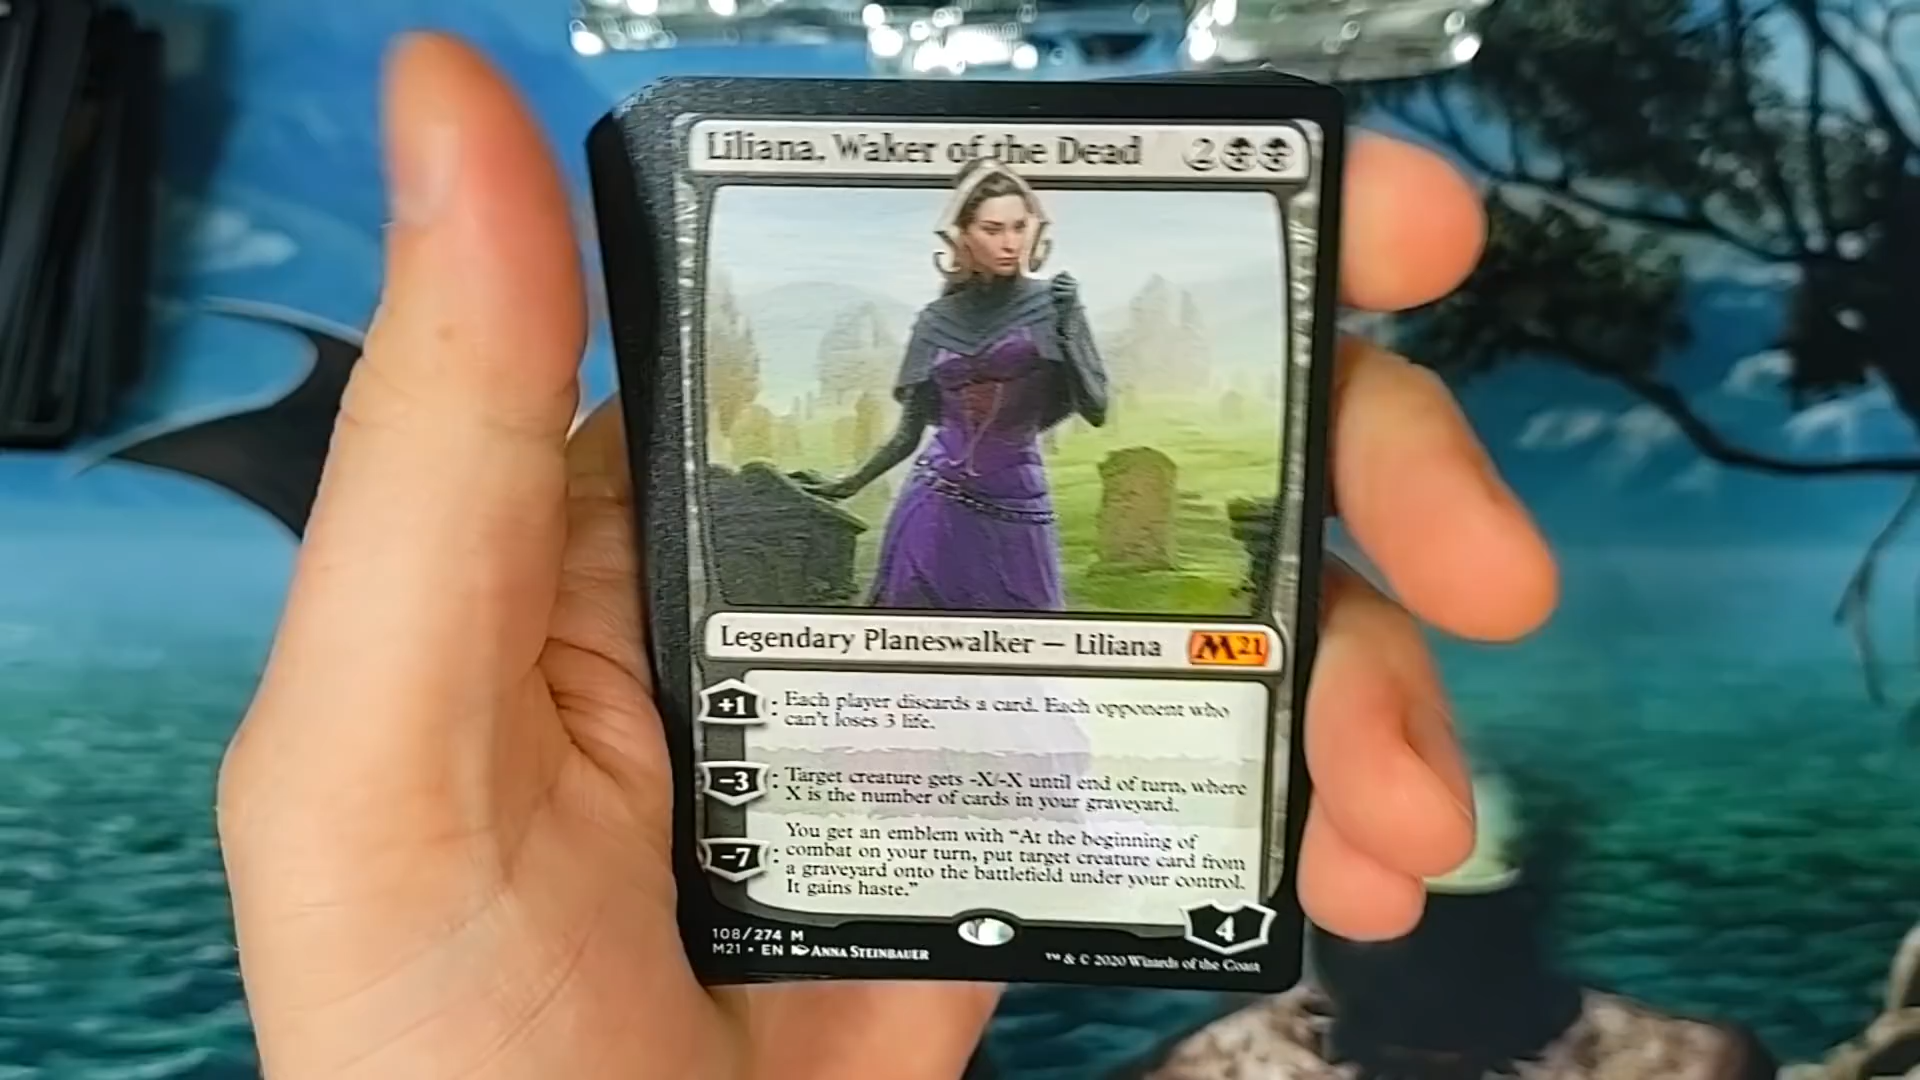 Liliana, Waker of the Dead 2
Legendary Planeswalker — Liliana M21
+1 : Each player discards a card. Each opponent who
can't loses 3 life.
-3 : Target creature gets -X/-X until end of turn, where
X is the number of cards in your graveyard.
You get an emblem with “At the beginning of
-7 : combat on your turn, put target creature card from
a graveyard onto the battlefield under your control.
It gains haste.”
4
108/274 M
M21 • EN ANNA STEINBAUER
™ & © 2020 Wizards of the Coast